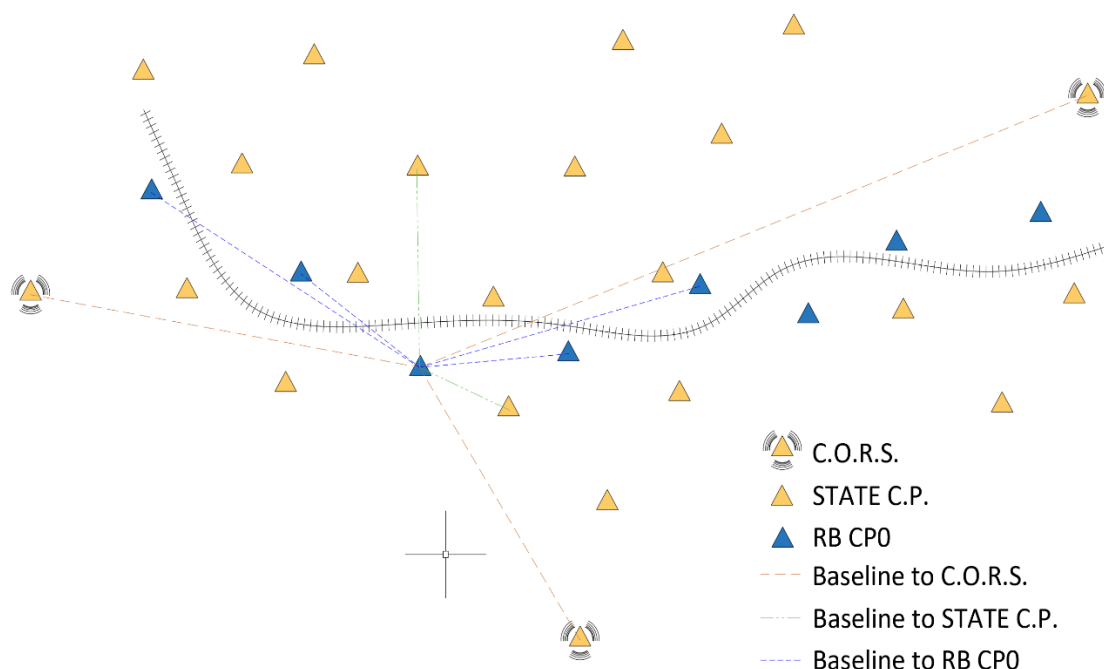 C.O.R.S.
STATE C.P.
RB CP0
Baseline to C.O.R.S.
Baseline to STATE C.P.
Baseline to RB CP0